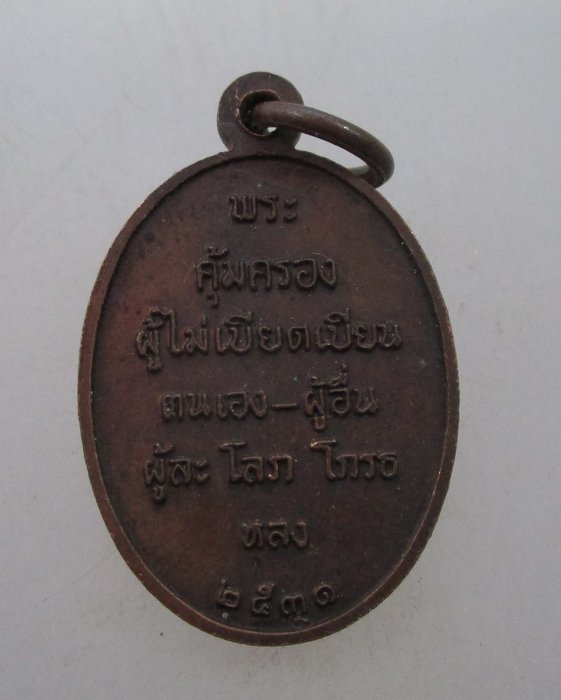 พระ
คุ้มครอง
ผู้ไม่เบียดเบียน
ตนเอง – ผู้อื่น
ผู้ละ โลภ โกรธ
หลง
๒๕๓๑